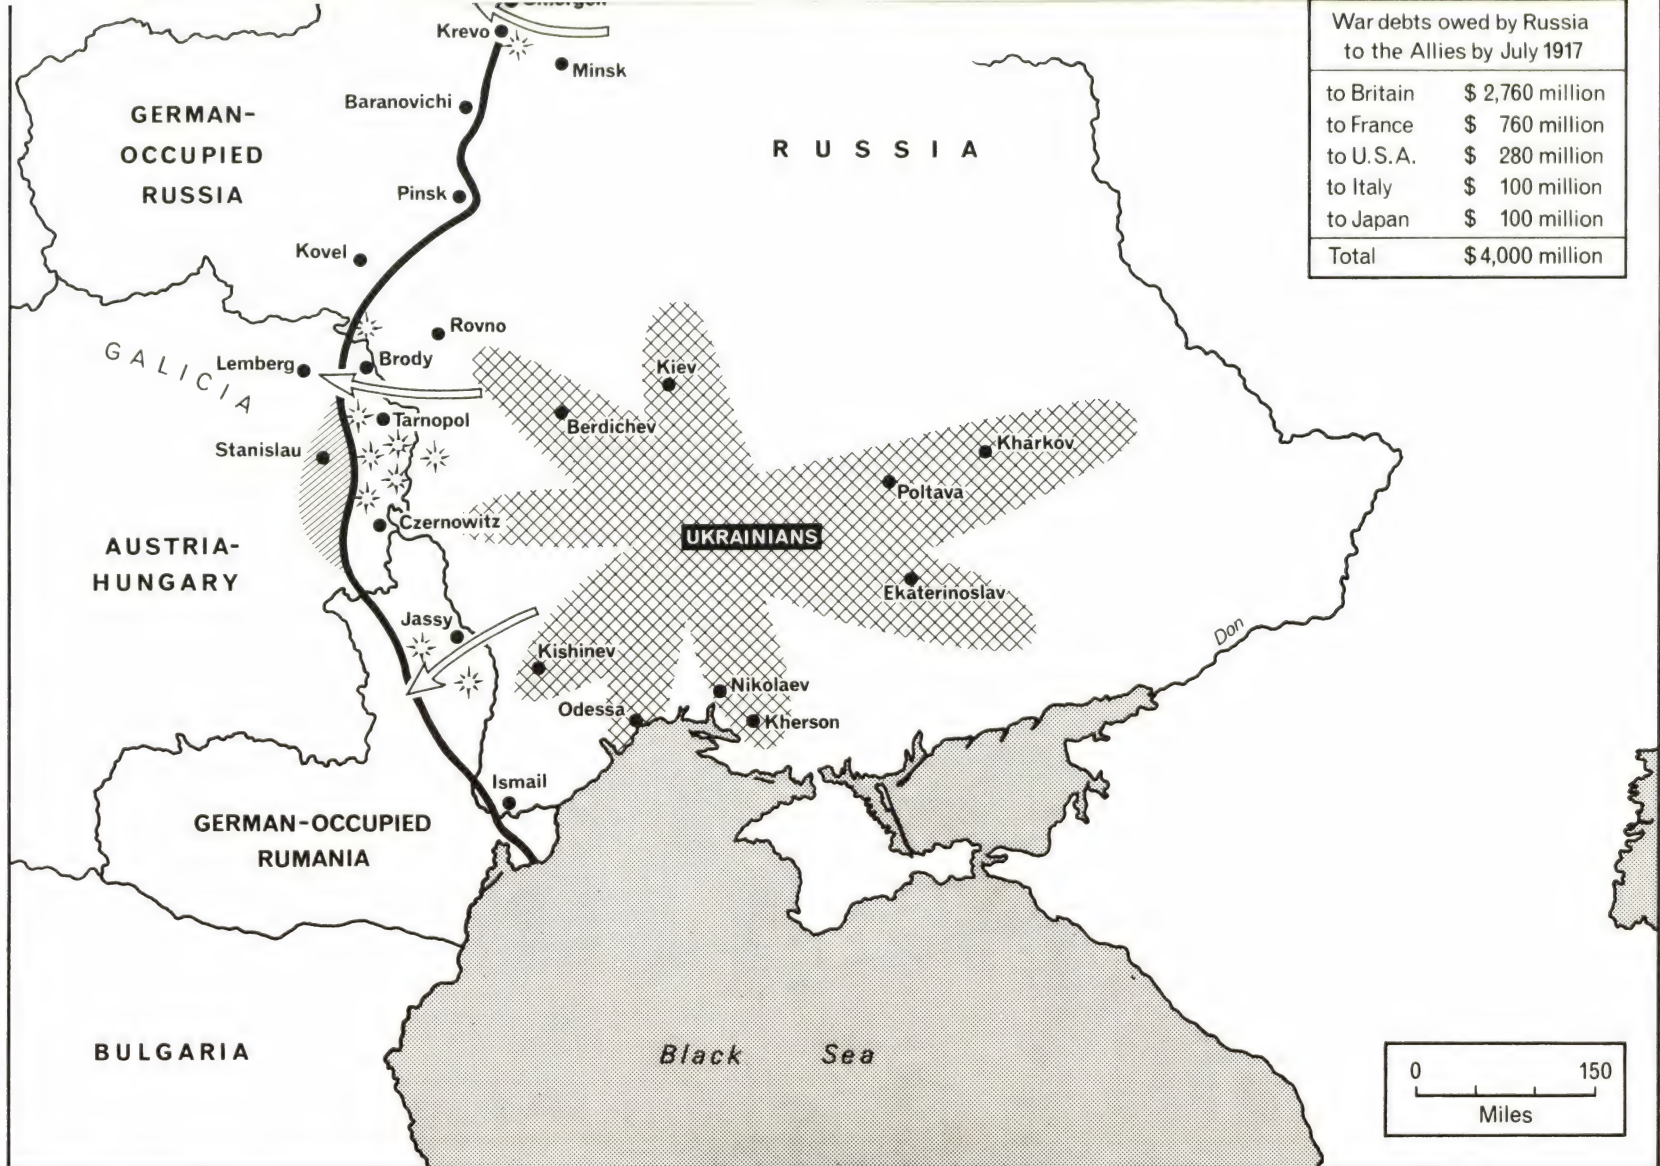 War debts owed by Russia
to the Allies by July 1917
to Britain $ 2,760 million
to France $ 760 million
to U.S.A. $ 280 million
to Italy $ 100 million
to Japan $ 100 million
Total $ 4,000 million
Krevo
Minsk
Baranovichi
GERMAN-
OCCUPIED
RUSSIA
RUSSIA
Pinsk
Kovel
Rovno
GALICIA
Lemberg
Brody
Kiev
Berdichev
Tarnopol
Stanislau
Kharkov
Poltava
Czernowitz
UKRAINIANS
AUSTRIA-
HUNGARY
Ekaterinoslav
Jassy
Don
Kishinev
Nikolaev
Odessa
Kherson
Ismail
GERMAN-OCCUPIED
RUMANIA
BULGARIA
Black Sea
0 150
Miles